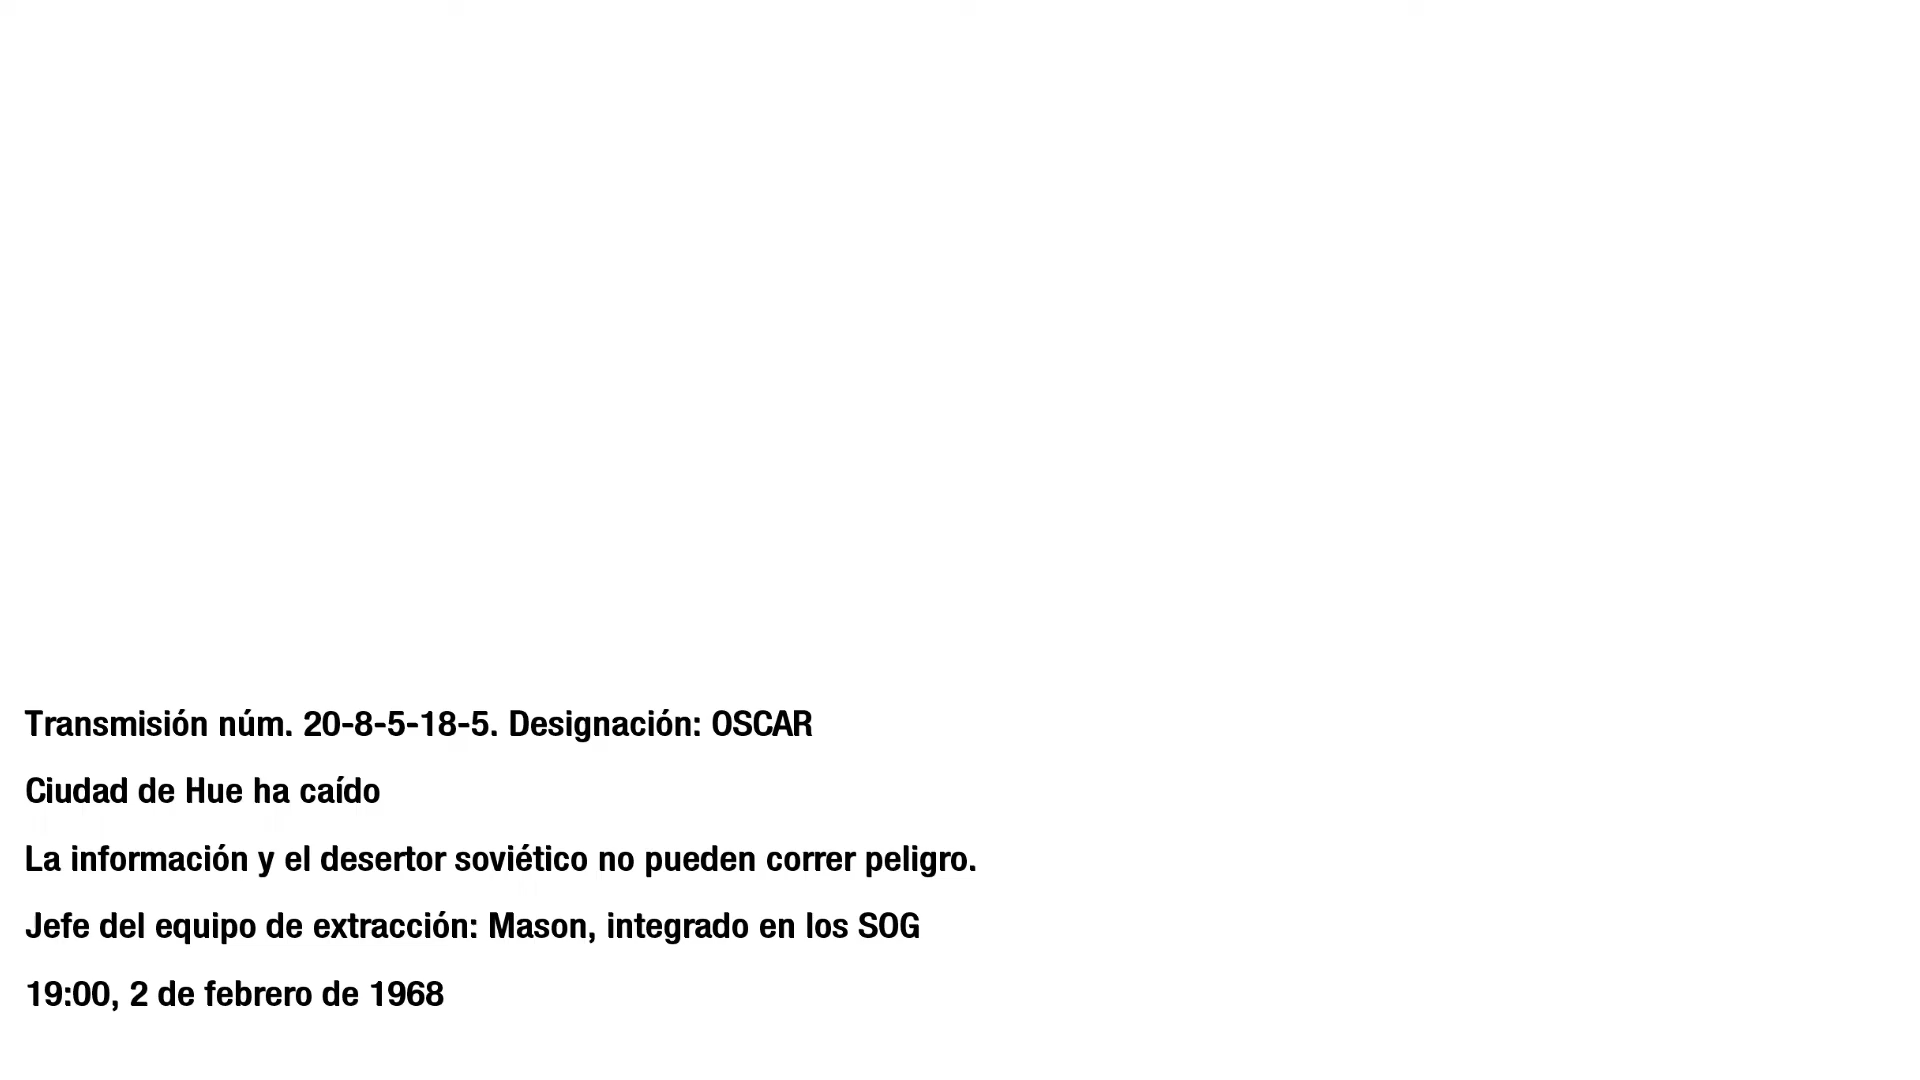 Transmisión núm. 20-8-5-18-5. Designación: OSCAR
Ciudad de Hue ha caído
La información y el desertor soviético no pueden correr peligro.
Jefe del equipo de extracción: Mason, integrado en los SOG
19:00, 2 de febrero de 1968